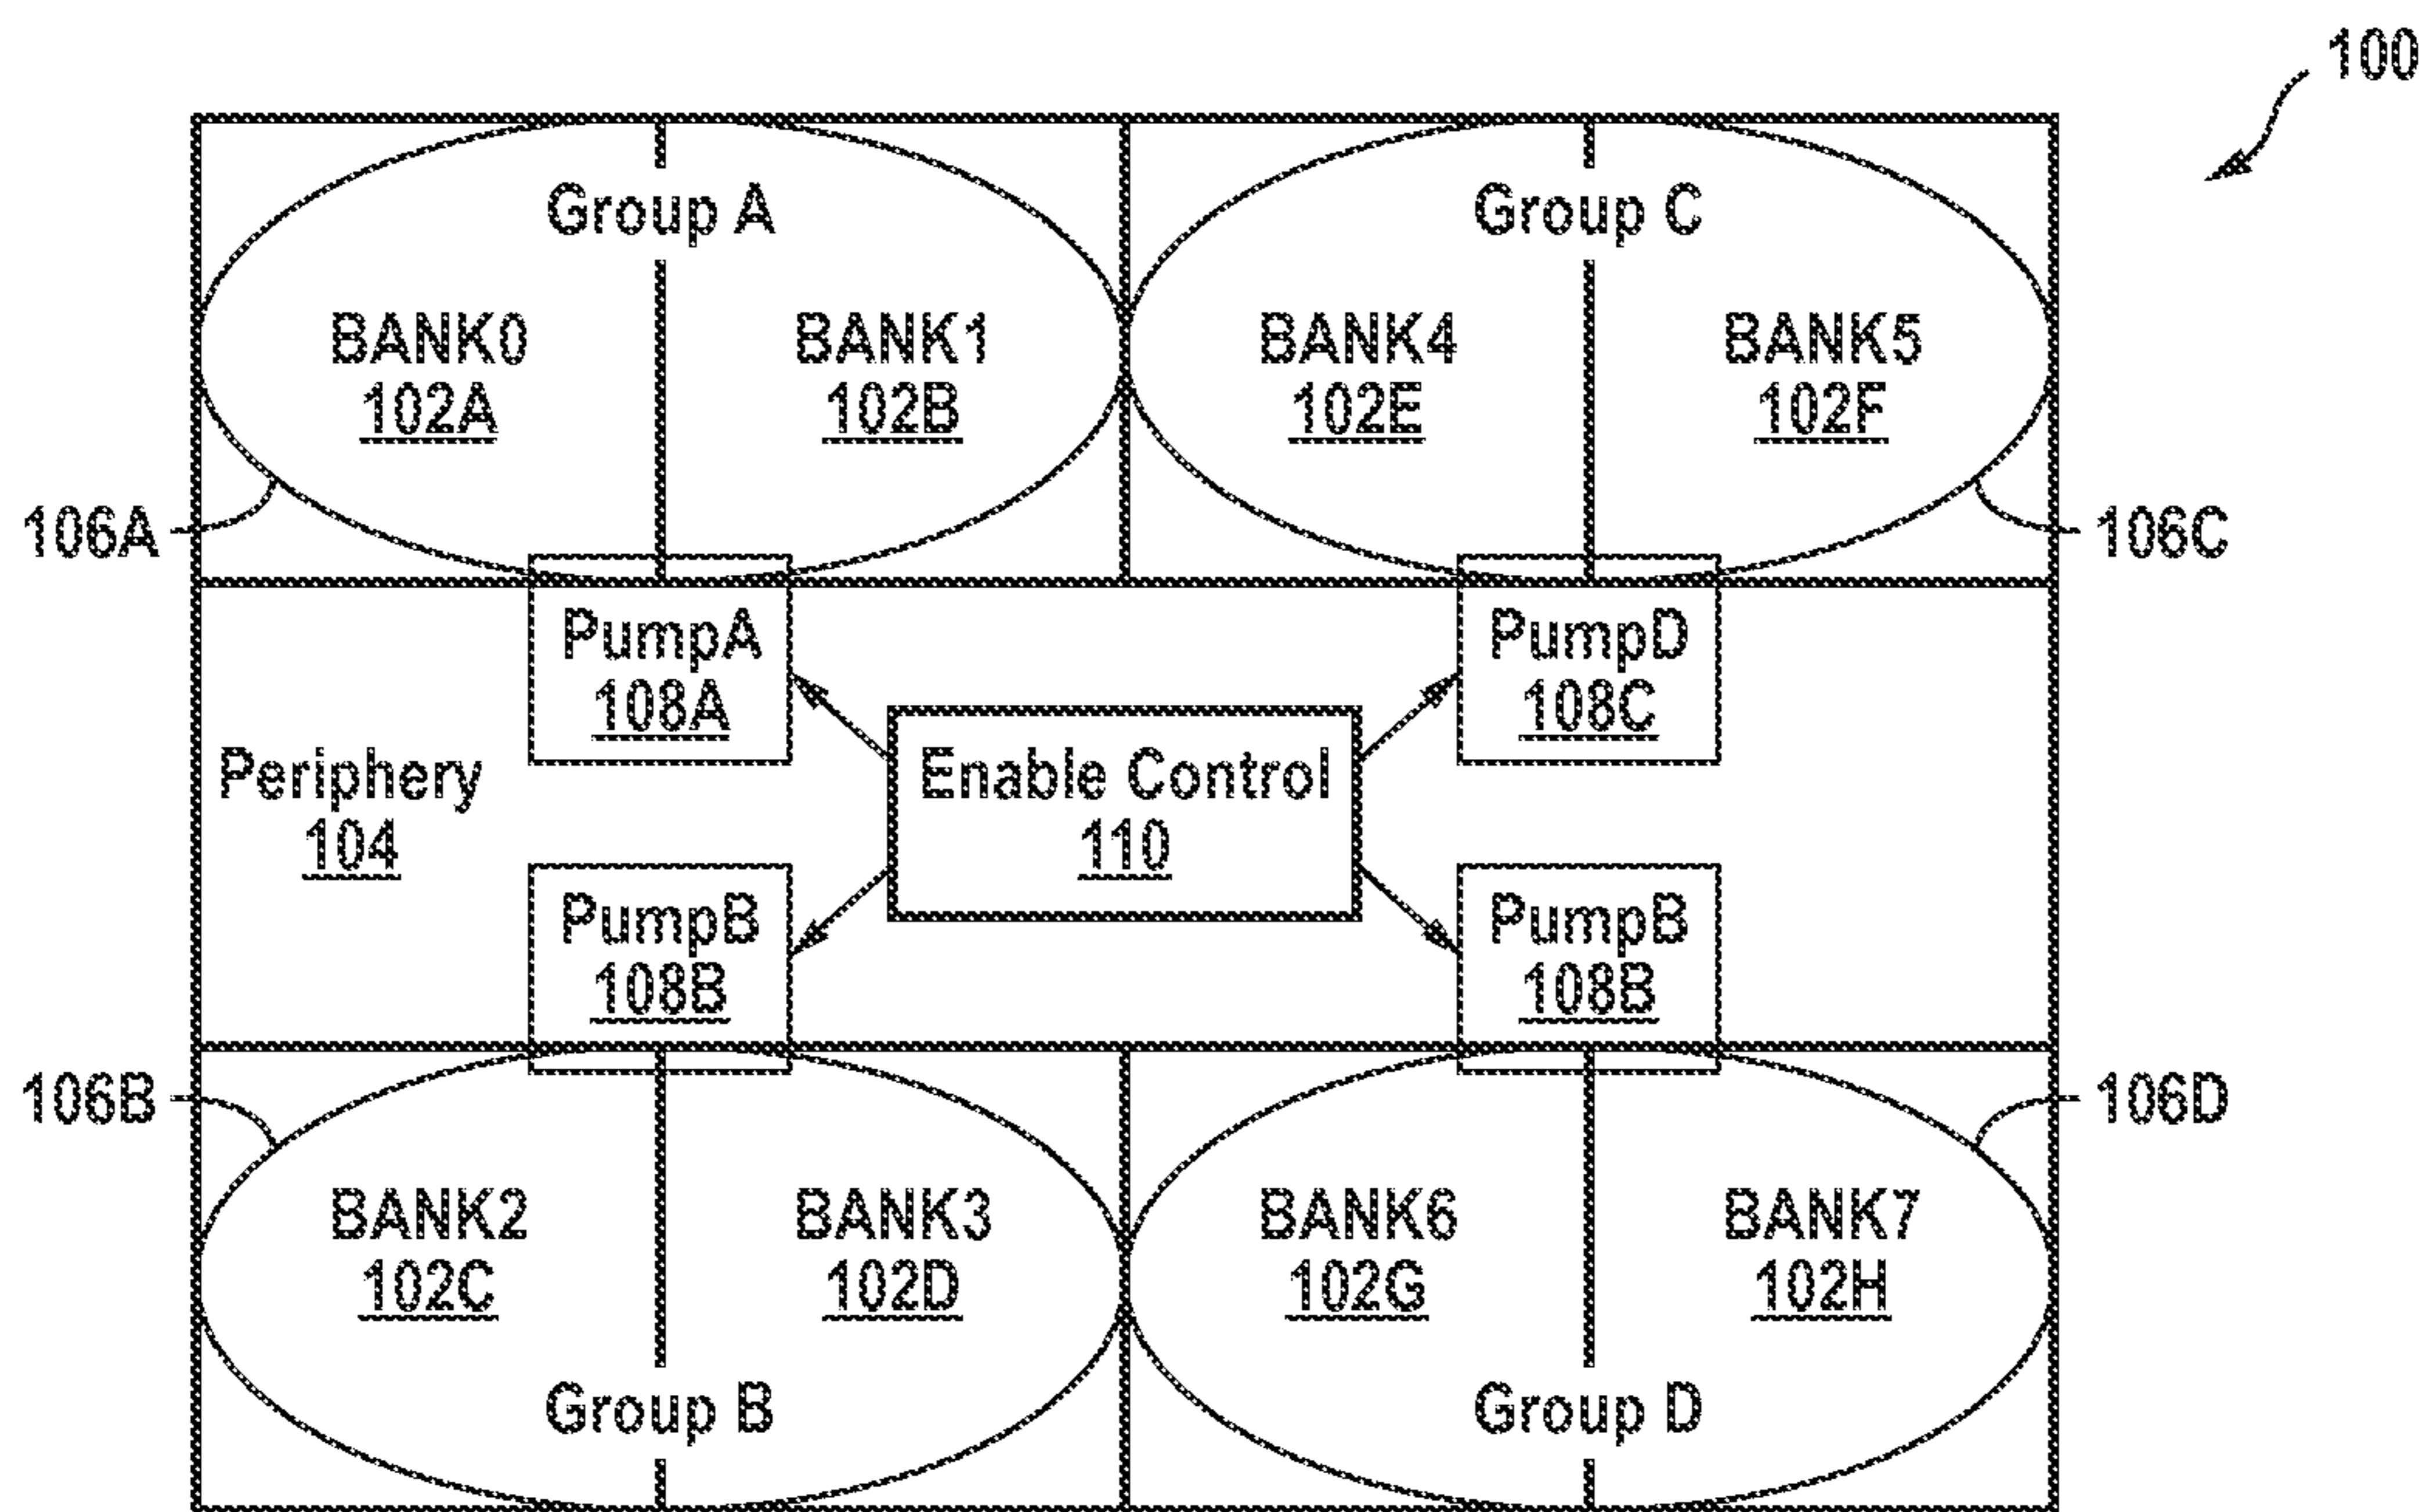 100
Group A
Group C
BANK0
102A
BANK1
102B
BANK4
102E
BANK5
102F
106A
106C
PumpA
108A
PumpD
108C
Periphery
104
Enable Control
110
PumpB
108B
PumpB
108B
106B
106D
BANK2
102C
BANK3
102D
BANK6
102G
BANK7
102H
Group B
Group D